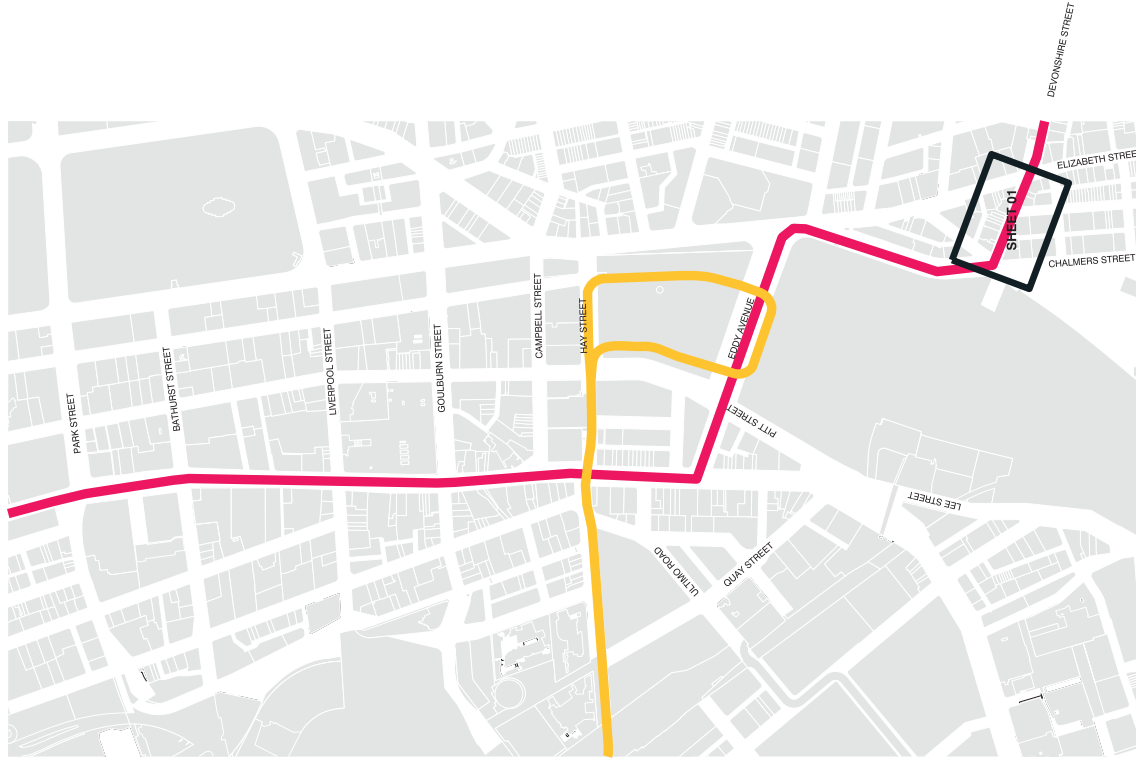 DEVONSHIRE STREET
ELIZABETH STREE
SHEET 01
CHALMERS STREET
CAMPBELL STREET
HAY STREET
EDDY AVENUE
LIVERPOOL STREET
GOULBURN STREET
BATHURST STREET
PARK STREET
PITT STREET
LEE STREET
ULTIMO ROAD
QUAY STREET